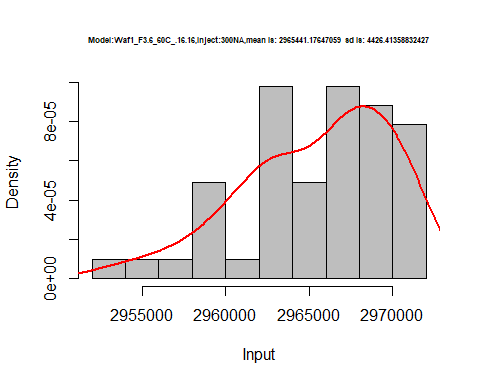 Model:Waf1_F3.6_60C_.16.16,inject:300NA,mean is: 2965441.17647059 sd is: 4426.41358832427
Density
0e+00
4e-05
8e-05
2955000
2960000
2965000
2970000
Input